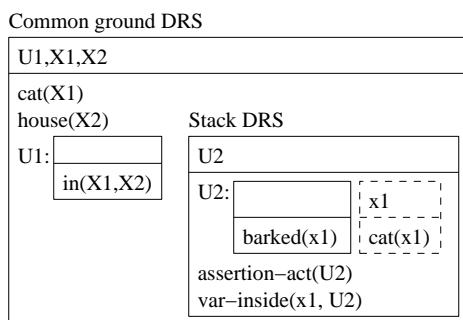 Common ground DRS
U1,X1,X2
cat(X1)
house(X2)
U1:
in(X1,X2)
Stack DRS
U2
U2:
barked(x1)
x1
cat(x1)
assertion−act(U2)
var−inside(x1, U2)